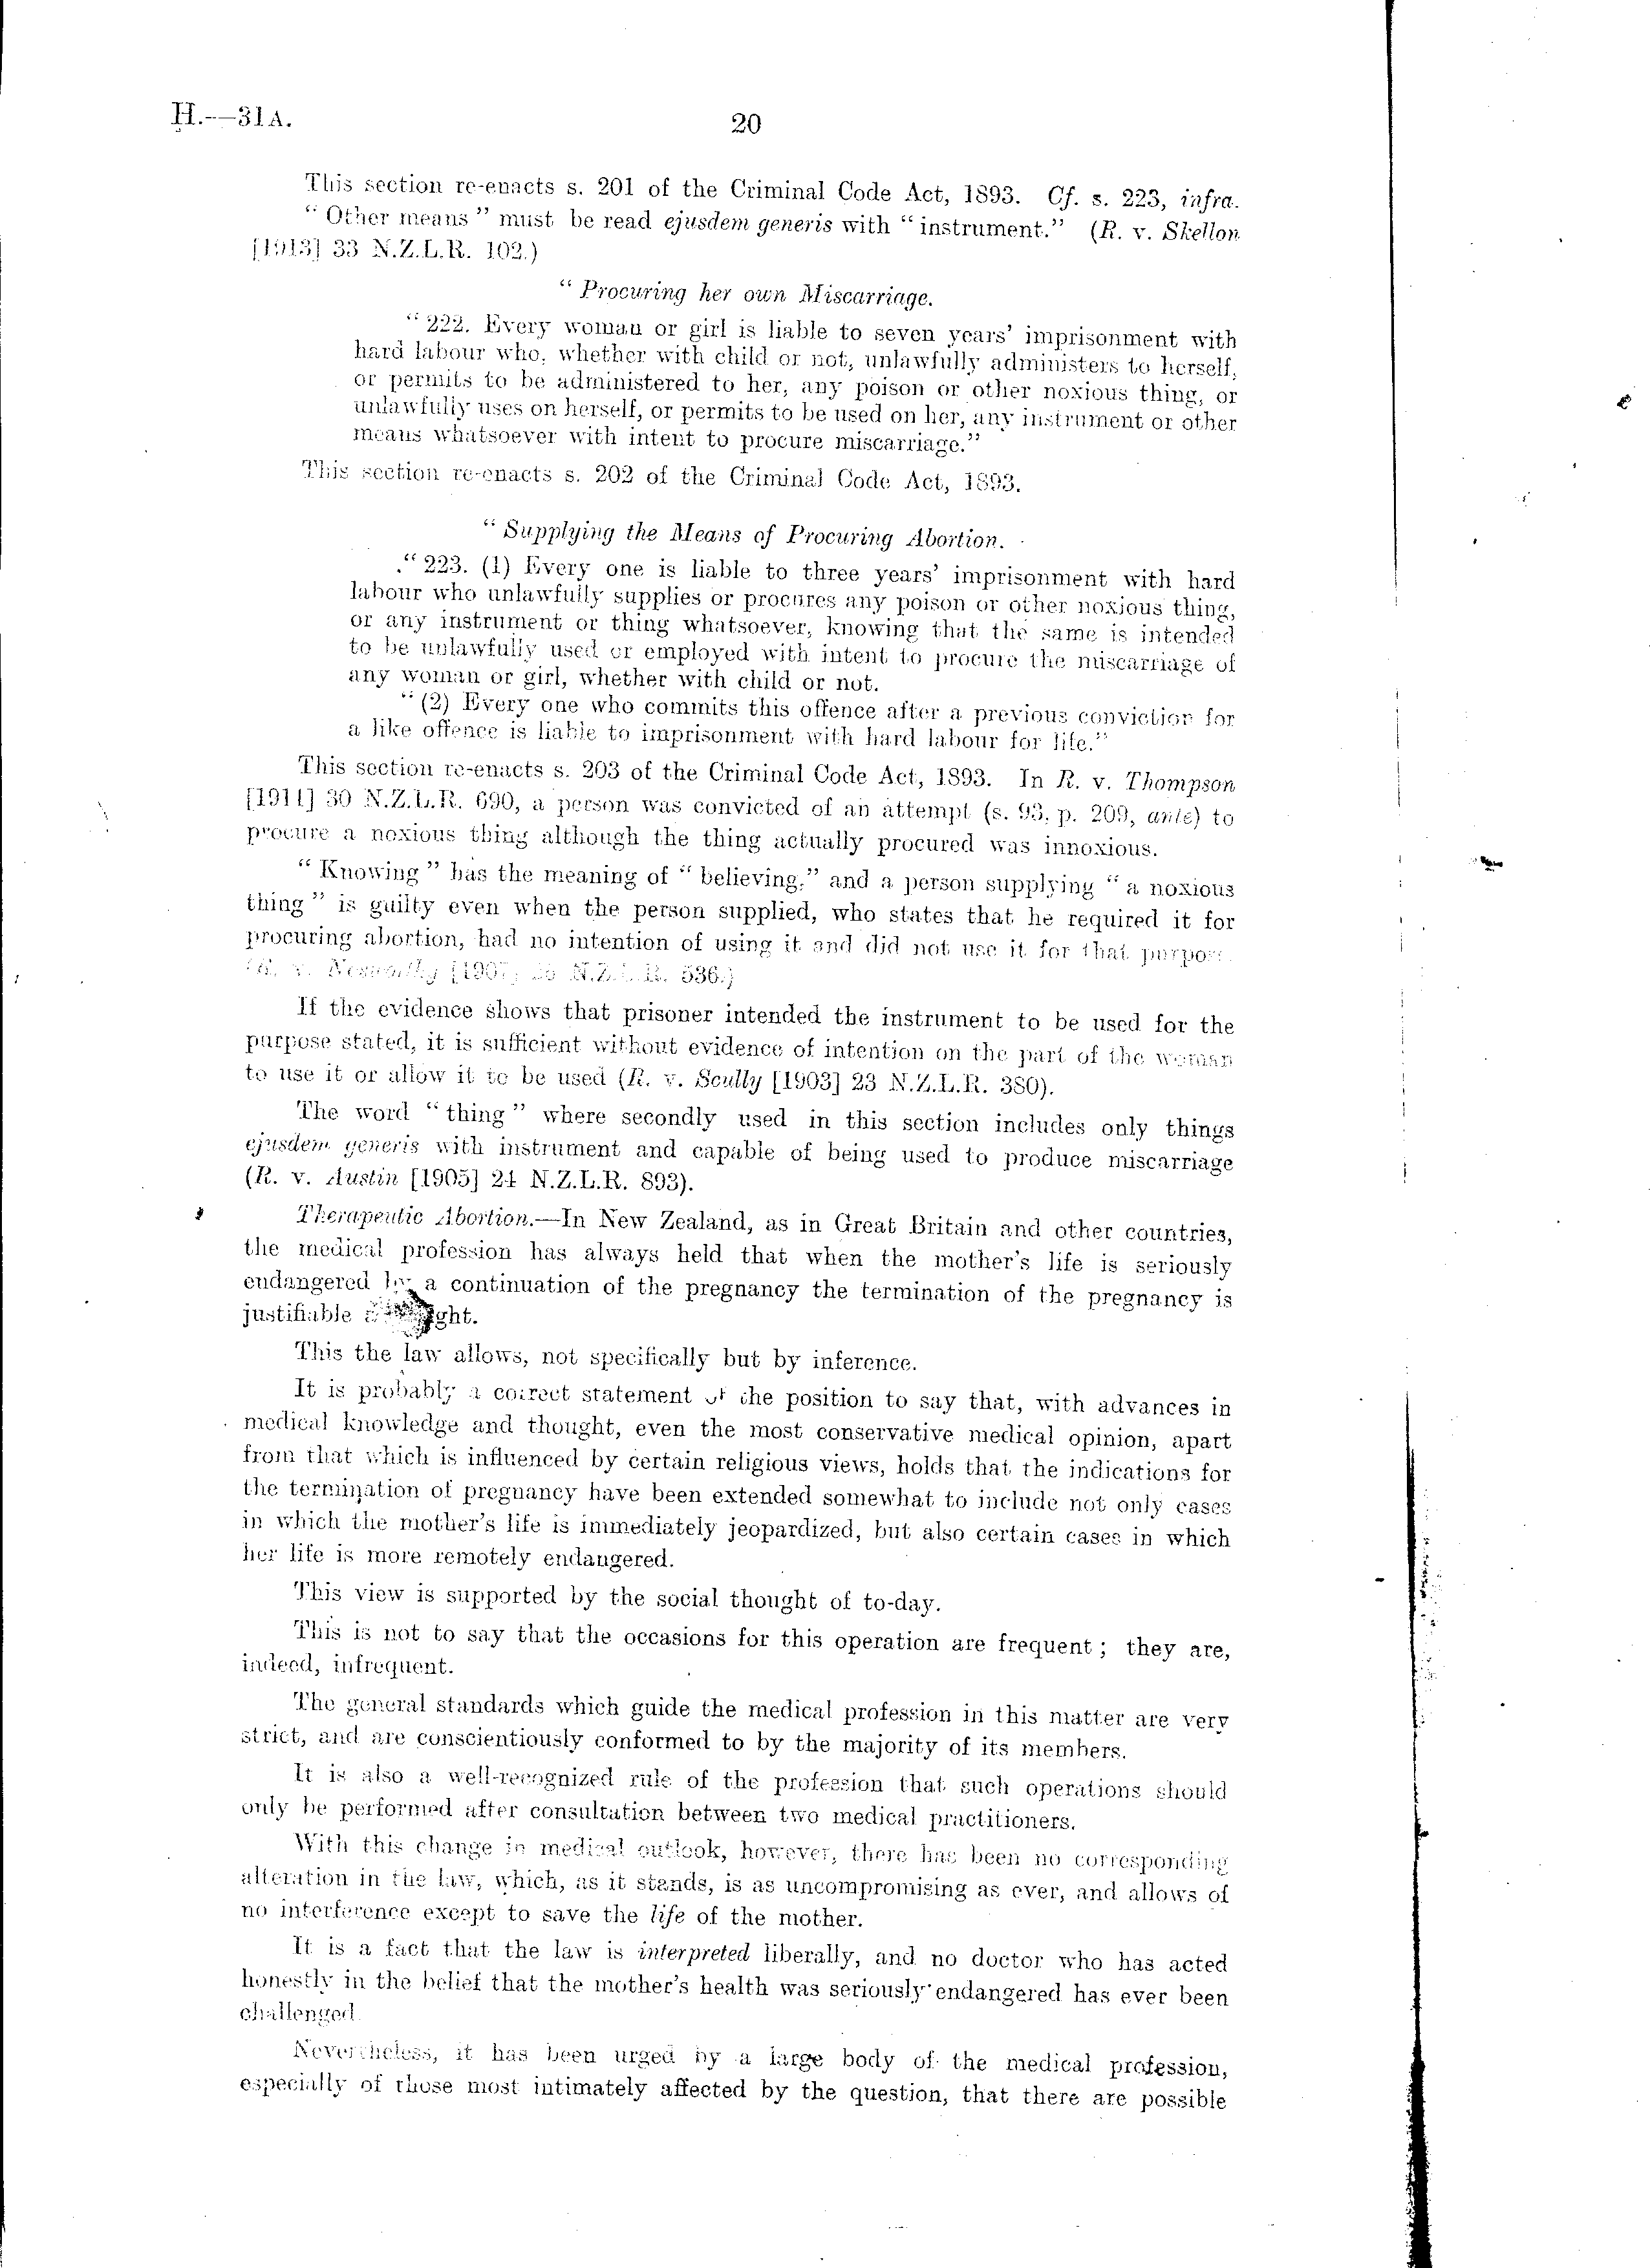 H.—31A.
20
This section re-enacts s. 201 of the Criminal Code Act, 1893. Cf. s. 223, infra.
“ Other means ” must be read ejusdem generis with “ instrument.” (R. v. Skellon
[1913] 33 N.Z.L.R. 102.)
“ Procuring her own Miscarriage.
“ 222. Every woman or girl is liable to seven years’ imprisonment with
hard labour who, whether with child or not, unlawfully administers to herself,
or permits to be administered to her, any poison or other noxious thing, or
unlawfully uses on herself, or permits to be used on her, any instrument or other
means whatsoever with intent to procure miscarriage.”
This section re-enacts s. 202 of the Criminal Code Act, 1893.
“ Supplying the Means of Procuring Abortion.
“ 223. (1) Every one is liable to three years’ imprisonment with hard
labour who unlawfully supplies or procures any poison or other noxious thing,
or any instrument or thing whatsoever, knowing that the same is intended
to be unlawfully used or employed with intent to procure the miscarriage of
any woman or girl, whether with child or not.
“ (2) Every one who commits this offence after a previous conviction for
a like offence is liable to imprisonment with hard labour for life.”
This section re-enacts s. 203 of the Criminal Code Act, 1893. In R. v. Thompson
[1911] 30 N.Z.L.R. 690, a person was convicted of an attempt (s. 93, p. 209, ante) to
procure a noxious thing although the thing actually procured was innoxious.
“ Knowing ” has the meaning of “ believing,” and a person supplying “ a noxious
thing ” is guilty even when the person supplied, who states that he required it for
procuring abortion, had no intention of using it and did not use it for that
N.Z.L.R. 536.)
If the evidence shows that prisoner intended the instrument to be used for the
purpose stated, it is sufficient without evidence of intention on the part of the woman
to use it or allow it to be used (R. v. Scully [1903] 23 N.Z.L.R. 380).
The word “ thing ” where secondly used in this section includes only things
ejusdem generis with instrument and capable of being used to produce miscarriage
(R. v. Austin [1905] 24 N.Z.L.R. 893).
Therapeutic Abortion.—In New Zealand, as in Great Britain and other countries,
the medical profession has always held that when the mother’s life is seriously
endangered by a continuation of the pregnancy the termination of the pregnancy is
justifiable
This the law allows, not specifically but by inference.
It is probably a correct statement of the position to say that, with advances in
medical knowledge and thought, even the most conservative medical opinion, apart
from that which is influenced by certain religious views, holds that the indications for
the termination of pregnancy have been extended somewhat to include not only cases
in which the mother’s life is immediately jeopardized, but also certain cases in which
her life is more remotely endangered.
This view is supported by the social thought of to-day.
This is not to say that the occasions for this operation are frequent ; they are,
indeed, infrequent.
The general standards which guide the medical profession in this matter are very
strict, and are conscientiously conformed to by the majority of its members.
It is also a well-recognized rule of the profession that such operations should
only be performed after consultation between two medical practitioners.
With this change in medical outlook, however, there has been no corresponding
alteration in the law, which, as it stands, is as uncompromising as ever, and allows of
no interference except to save the life of the mother.
It is a fact that the law is interpreted liberally, and no doctor who has acted
honestly in the belief that the mother’s health was seriously endangered has ever been
challenged.
Nevertheless, it has been urged by a large body of the medical profession,
especially of those most intimately affected by the question, that there are possible